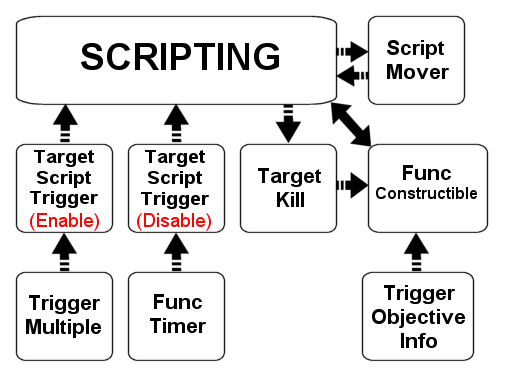 SCRIPTING
Script
Mover
Target
Script
Trigger
(Enable)
Target
Script
Trigger
(Disable)
Target
Kill
Func
Constructible
Trigger
Multiple
Func
Timer
Trigger
Objective
Info